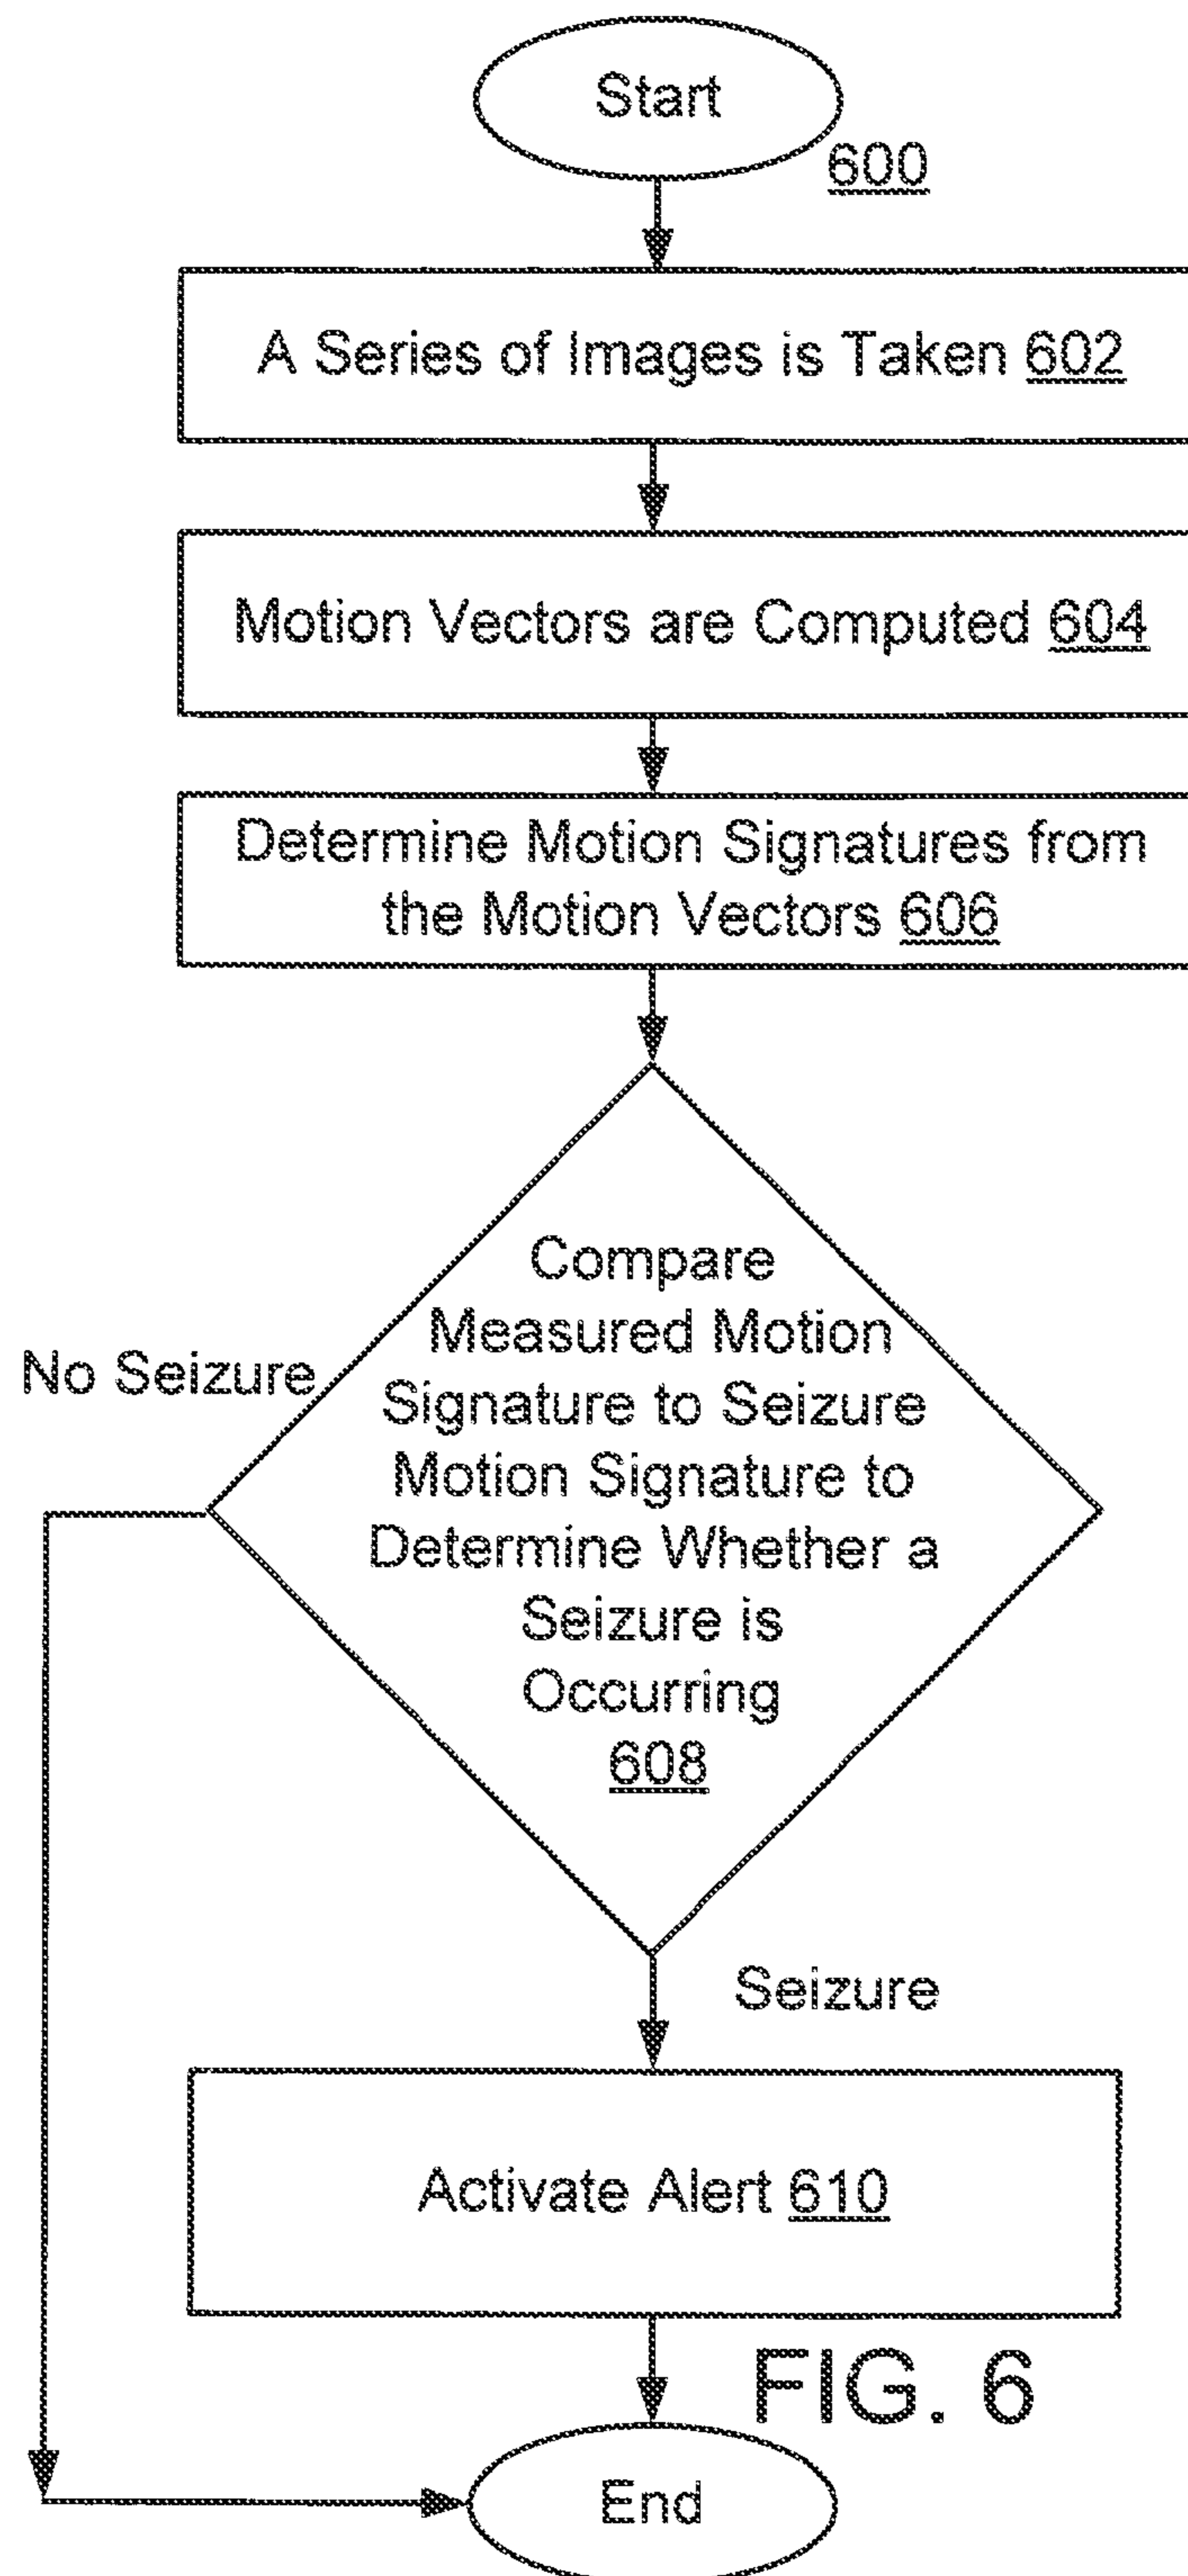 Start
600
A Series of Images is Taken 602
Motion Vectors are Computed 604
Determine Motion Signatures from
the Motion Vectors 606
Compare
Measured Motion
Signature to Seizure
Motion Signature to
Determine Whether a
Seizure is
Occurring
608
No Seizure
Seizure
Activate Alert 610
FIG. 6
End